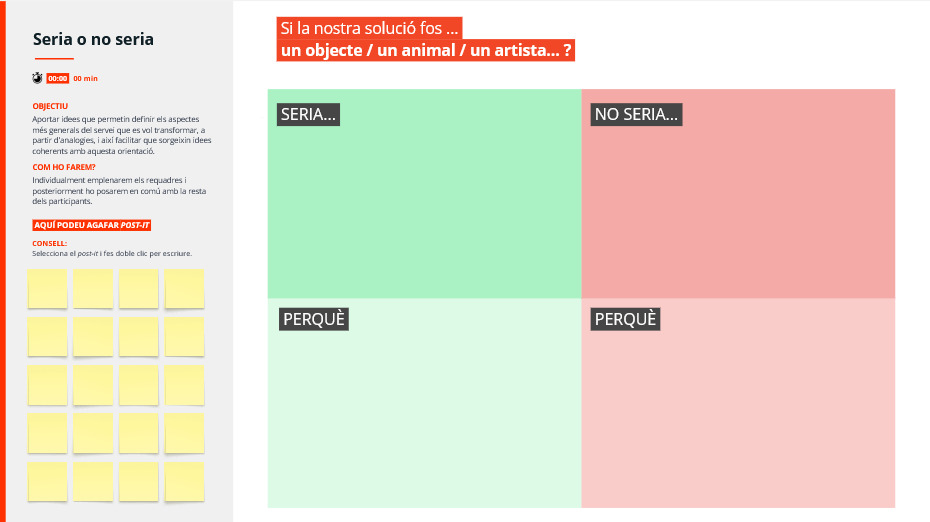 Seria o no seria
00:00 00 min
OBJECTIU
Aportar idees que permetin definir els aspectes
més generals del servei que es vol transformar, a
partir d'analogies, i així facilitar que sorgeixin idees
coherents amb aquesta orientació.
COM HO FAREM?
Individualment emplenarem els requadres i
posteriorment ho posarem en comú amb la resta
dels participants.
AQUÍ PODEU AGAFAR POST-IT
CONSELL:
Selecciona el post-it i fes doble clic per escriure.
Si la nostra solució fos ...
un objecte / un animal / un artista... ?
SERIA...
NO SERIA...
PERQUÈ
PERQUÈ